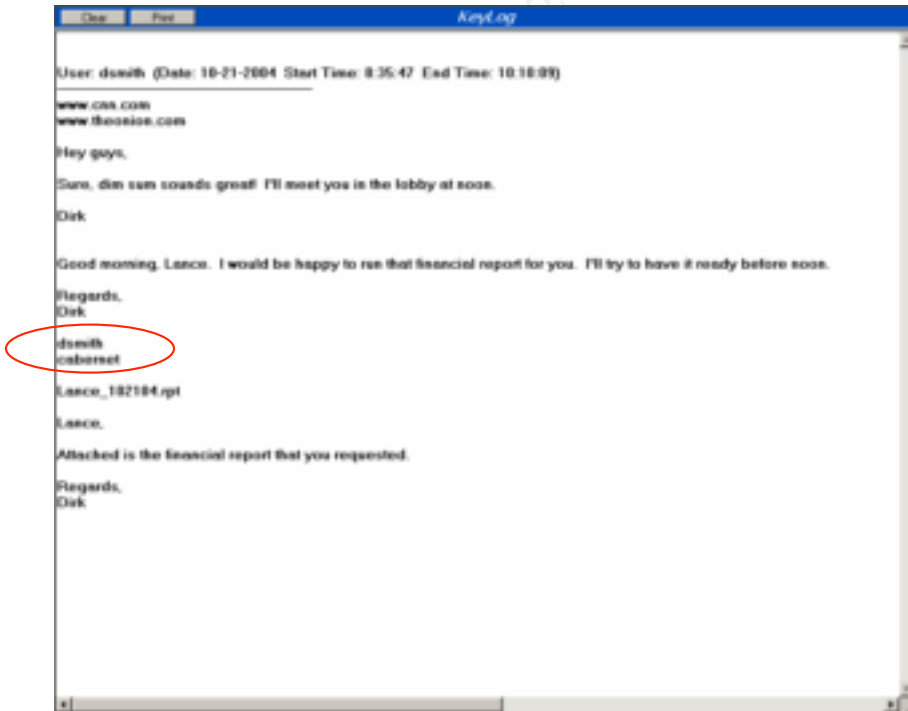 Clear Print KeyLog
User: dsmith (Date: 10-21-2004 Start Time: 8:35:47 End Time: 10:10:09)
www.cnn.com
www.theonion.com
Hey guys,
Sure, dim sum sounds great! I'll meet you in the lobby at noon.
Dirk
Good morning, Lance. I would be happy to run that financial report for you. I'll try to have it ready before noon.
Regards,
Dirk
dsmith
cabernet
Lance_102104.rpt
Lance,
Attached is the financial report that you requested.
Regards,
Dirk